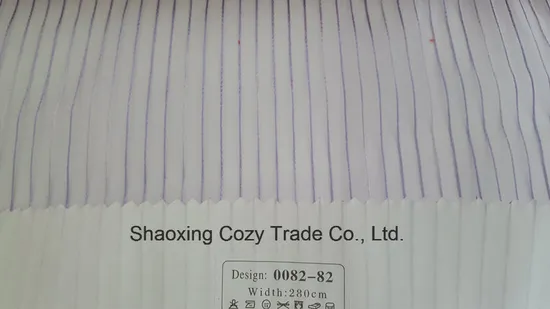 Shaoxing Cozy Trade Co., Ltd.
Design: 0082-82
Width:280cm